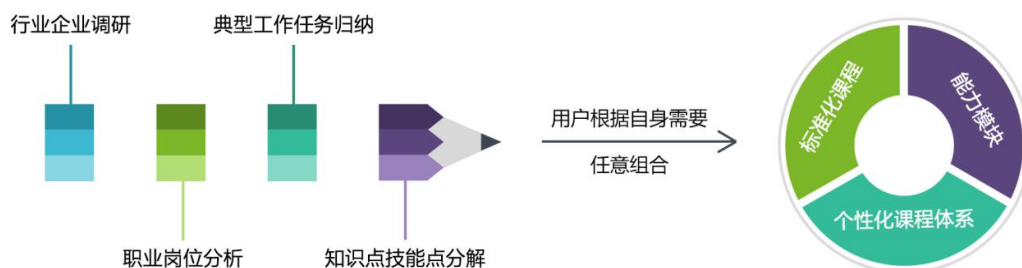 行业企业调研
典型工作任务归纳
职业岗位分析
知识点技能点分解
用户根据自身需要
任意组合
标准化课程
能力模块
个性化课程体系